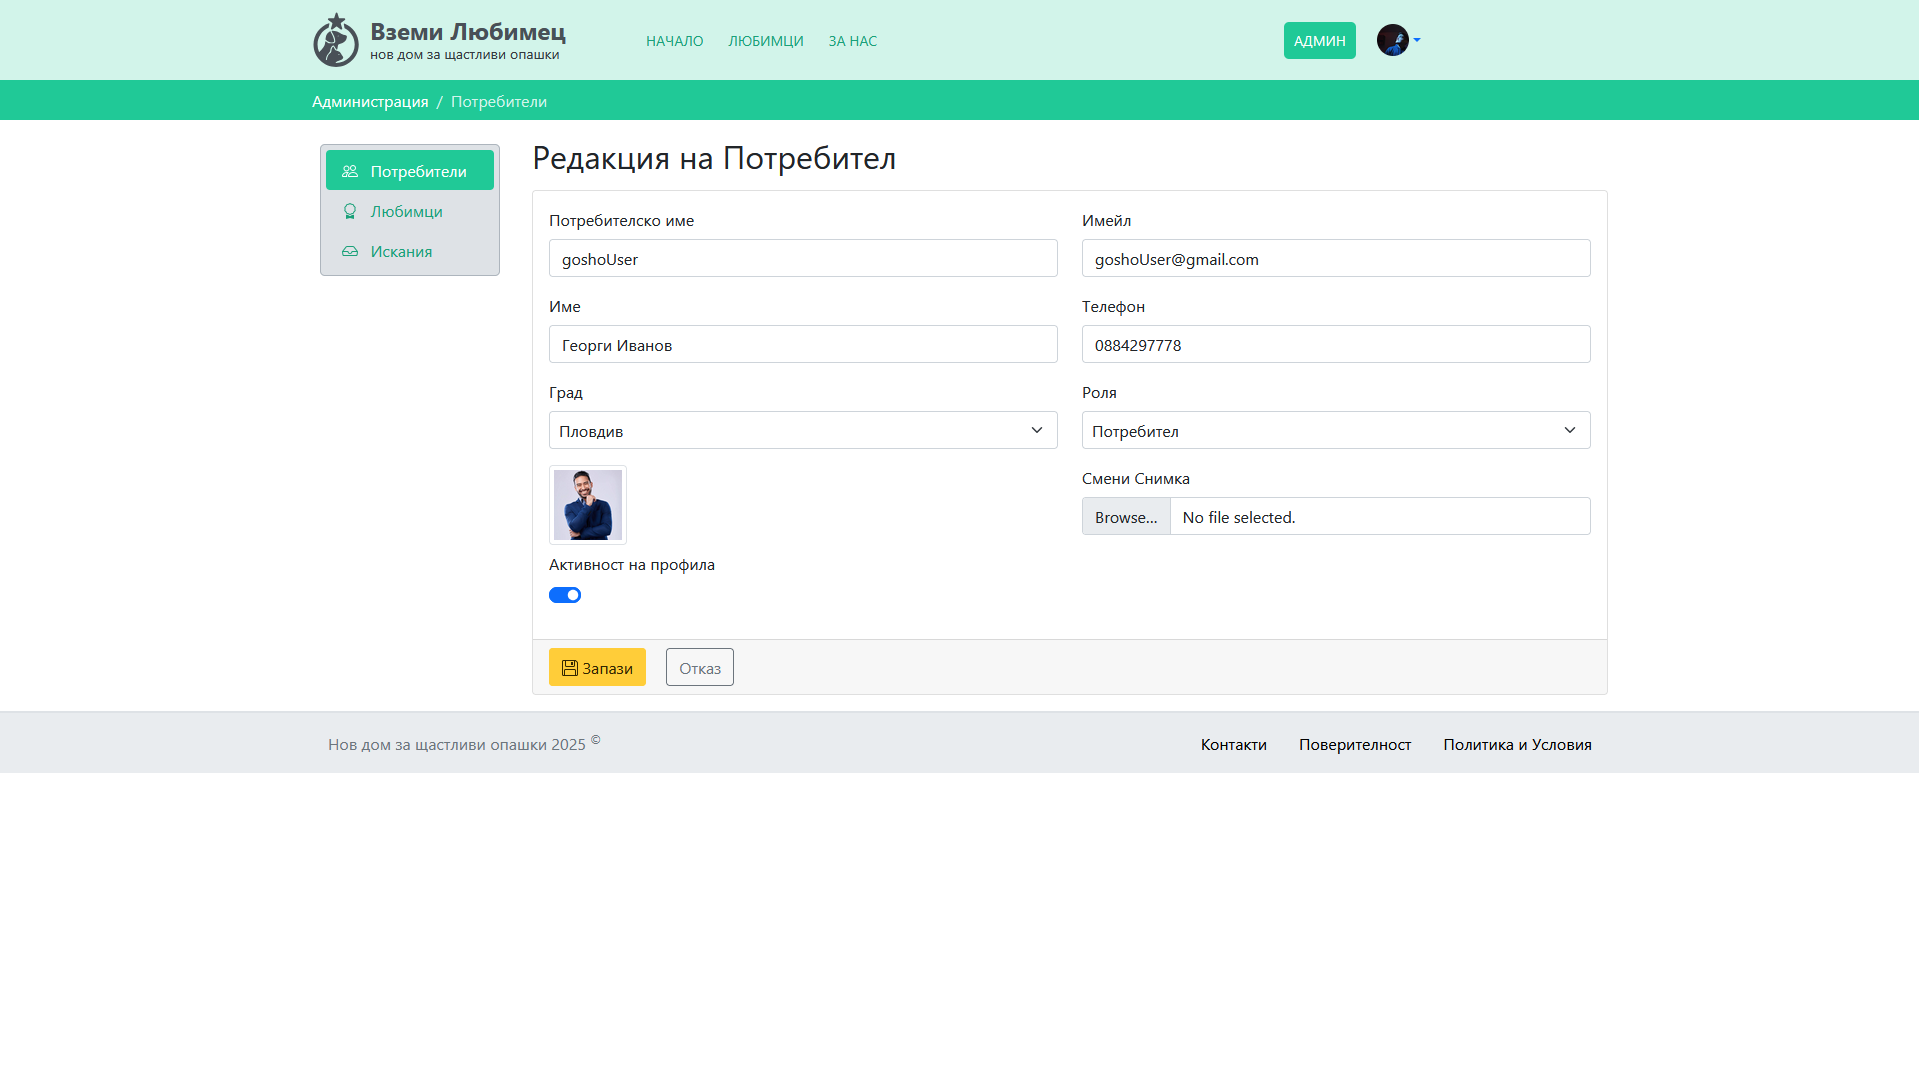 Вземи Любимец
нов дом за щастливи опашки
НАЧАЛО ЛЮБИМЦИ ЗА НАС
АДМИН
Администрация / Потребители
Потребители
Любимци
Искания
Редакция на Потребител
Потребителско име
goshoUser
Имейл
goshoUser@gmail.com
Име
Георги Иванов
Телефон
0884297778
Град
Пловдив
Роля
Потребител
Смени Снимка
Browse... No file selected.
Активност на профила
Запази Отказ
Нов дом за щастливи опашки 2025 ©
Контакти Поверителност Политика и Условия